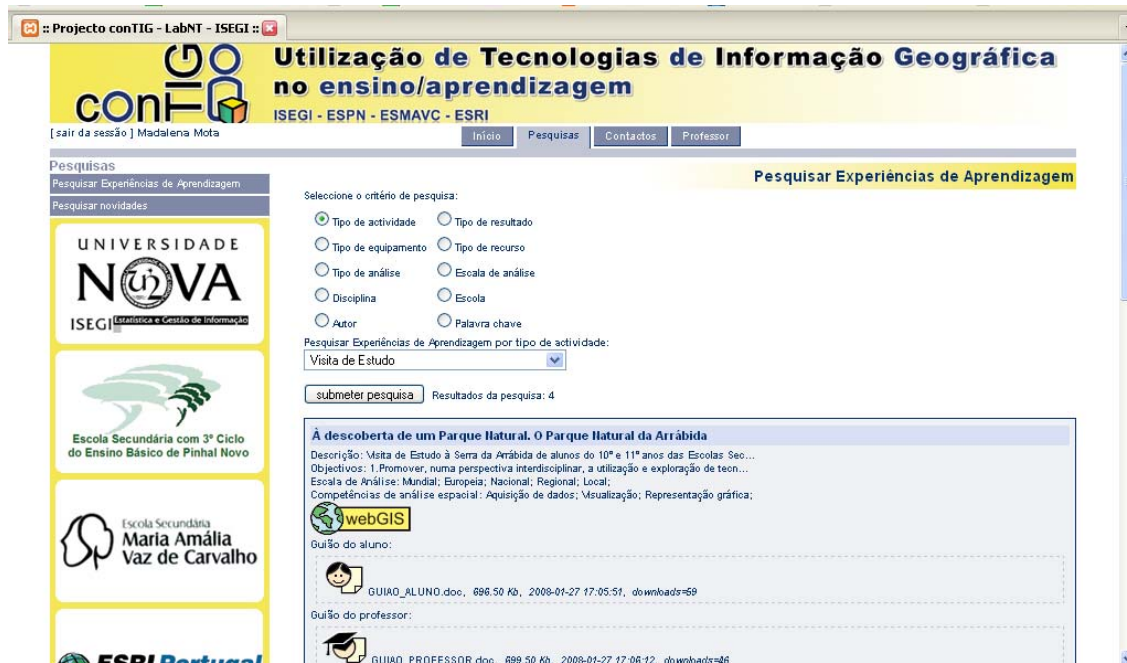 :: Projecto conTIG - LabNT - ISEGI ::
conTIGO
Utilização de Tecnologias de Informação Geográfica
no ensino/aprendizagem
ISEGI - ESPN - ESMAVC - ESRI
[ sair da sessão ] Madalena Mota
Início Pesquisas Contactos Professor
Pesquisas
Pesquisar Experiências de Aprendizagem
Pesquisar novidades
UNIVERSIDADE
NOVA
ISEGI Estatística e Gestão de Informação
Escola Secundária com 3º Ciclo
do Ensino Básico de Pinhal Novo
Escola Secundária
Maria Amália
Vaz de Carvalho
ESRI Portugal
Pesquisar Experiências de Aprendizagem
Seleccione o critério de pesquisa:
Tipo de actividade Tipo de resultado
Tipo de equipamento Tipo de recurso
Tipo de análise Escala de análise
Disciplina Escola
Autor Palavra chave
Pesquisar Experiências de Aprendizagem por tipo de actividade:
Visita de Estudo
submeter pesquisa Resultados da pesquisa: 4
À descoberta de um Parque Natural. O Parque Natural da Arrábida
Descrição: Visita de Estudo à Serra da Arrábida de alunos do 10º e 11º anos das Escolas Sec...
Objectivos: 1.Promover, numa perspectiva interdisciplinar, a utilização e exploração de tecn...
Escala de Análise: Mundial; Europeia; Nacional; Regional; Local;
Competências de análise espacial: Aquisição de dados; Visualização; Representação gráfica;
webGIS
Guião do aluno:
GUIAO_ALUNO.doc, 696.50 Kb, 2008-01-27 17:05:51, downloads=59
Guião do professor:
GUIAO_PROFESSOR.doc, 699.50 Kb, 2008-01-27 17:06:12, downloads=46